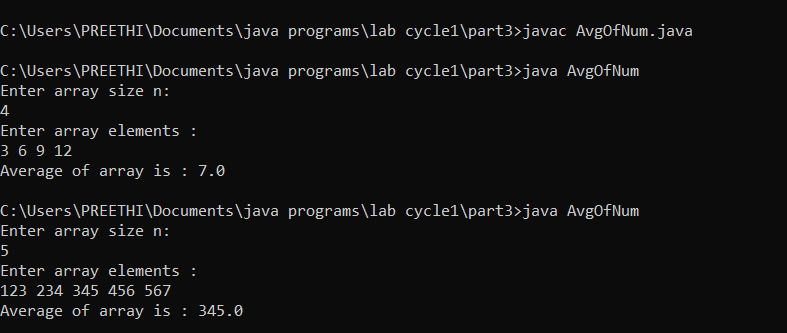 C:\Users\PREETHI\Documents\java programs\lab cycle1\part3>javac AvgOfNum.java
C:\Users\PREETHI\Documents\java programs\lab cycle1\part3>java AvgOfNum
Enter array size n:
4
Enter array elements :
3 6 9 12
Average of array is : 7.0
C:\Users\PREETHI\Documents\java programs\lab cycle1\part3>java AvgOfNum
Enter array size n:
5
Enter array elements :
123 234 345 456 567
Average of array is : 345.0